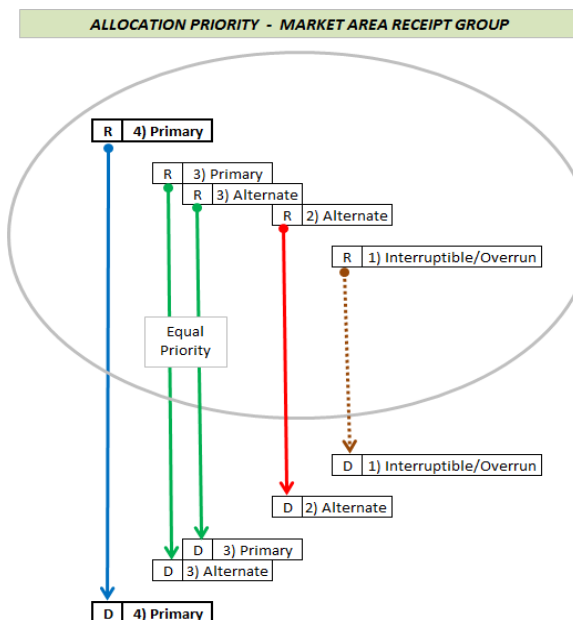 ALLOCATION PRIORITY - MARKET AREA RECEIPT GROUP
R 4) Primary
R 3) Primary
R 3) Alternate
R 2) Alternate
R 1) Interruptible/Overrun
Equal
Priority
D 1) Interruptible/Overrun
D 2) Alternate
D 3) Primary
D 3) Alternate
D 4) Primary